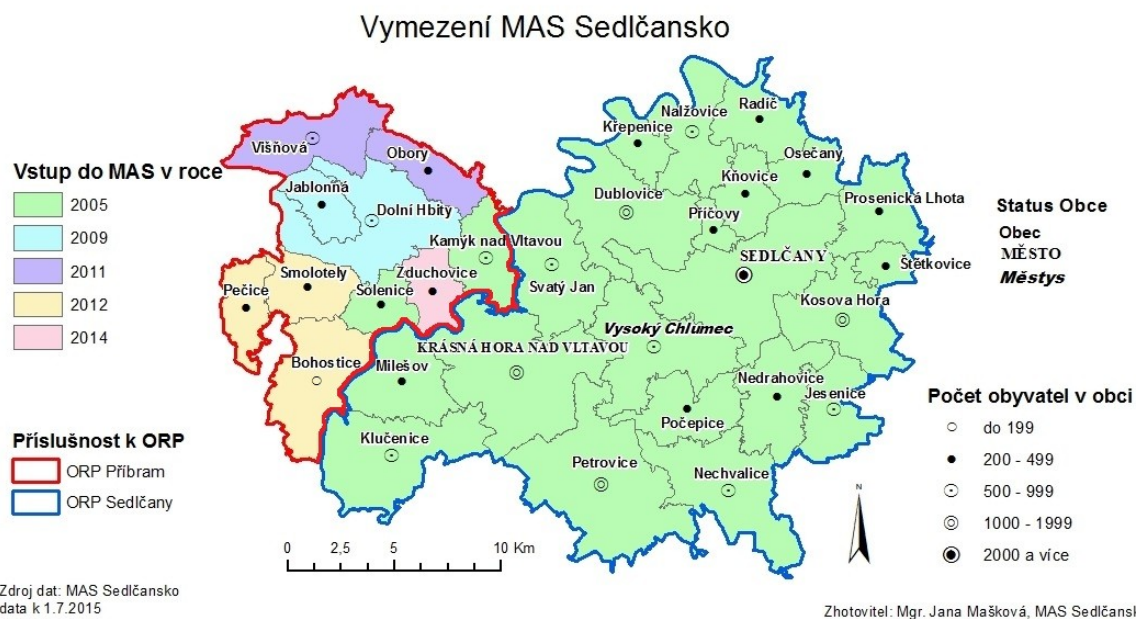 Vymezení MAS Sedlčansko
Vstup do MAS v roce
2005
2009
2011
2012
2014
Příslušnost k ORP
ORP Příbram
ORP Sedlčany
Višňová
Obory
Jablonná
Dolní Hbity
Kamýk nad Vltavou
Smolotely
Zduchovice
Pečice
Solenice
Bohostice
Radíč
Nalžovice
Křepenice
Osečany
Kňovice
Dublovice
Prosenická Lhota
Příčovy
SEDLČANY
Štětkovice
Svatý Jan
Kosova Hora
Vysoký Chlumec
KRÁSNÁ HORA NAD VLTAVOU
Milešov
Nedrahovice
Jesenice
Počepice
Klučenice
Petrovice
Nechvalice
Status Obce
Obec
MĚSTO
Městys
Počet obyvatel v obci
do 199
200 - 499
500 - 999
1000 - 1999
2000 a více
N
0 2,5 5 10 Km
Zdroj dat: MAS Sedlčansko
data k 1.7.2015
Zhotovitel: Mgr. Jana Mašková, MAS Sedlčansk